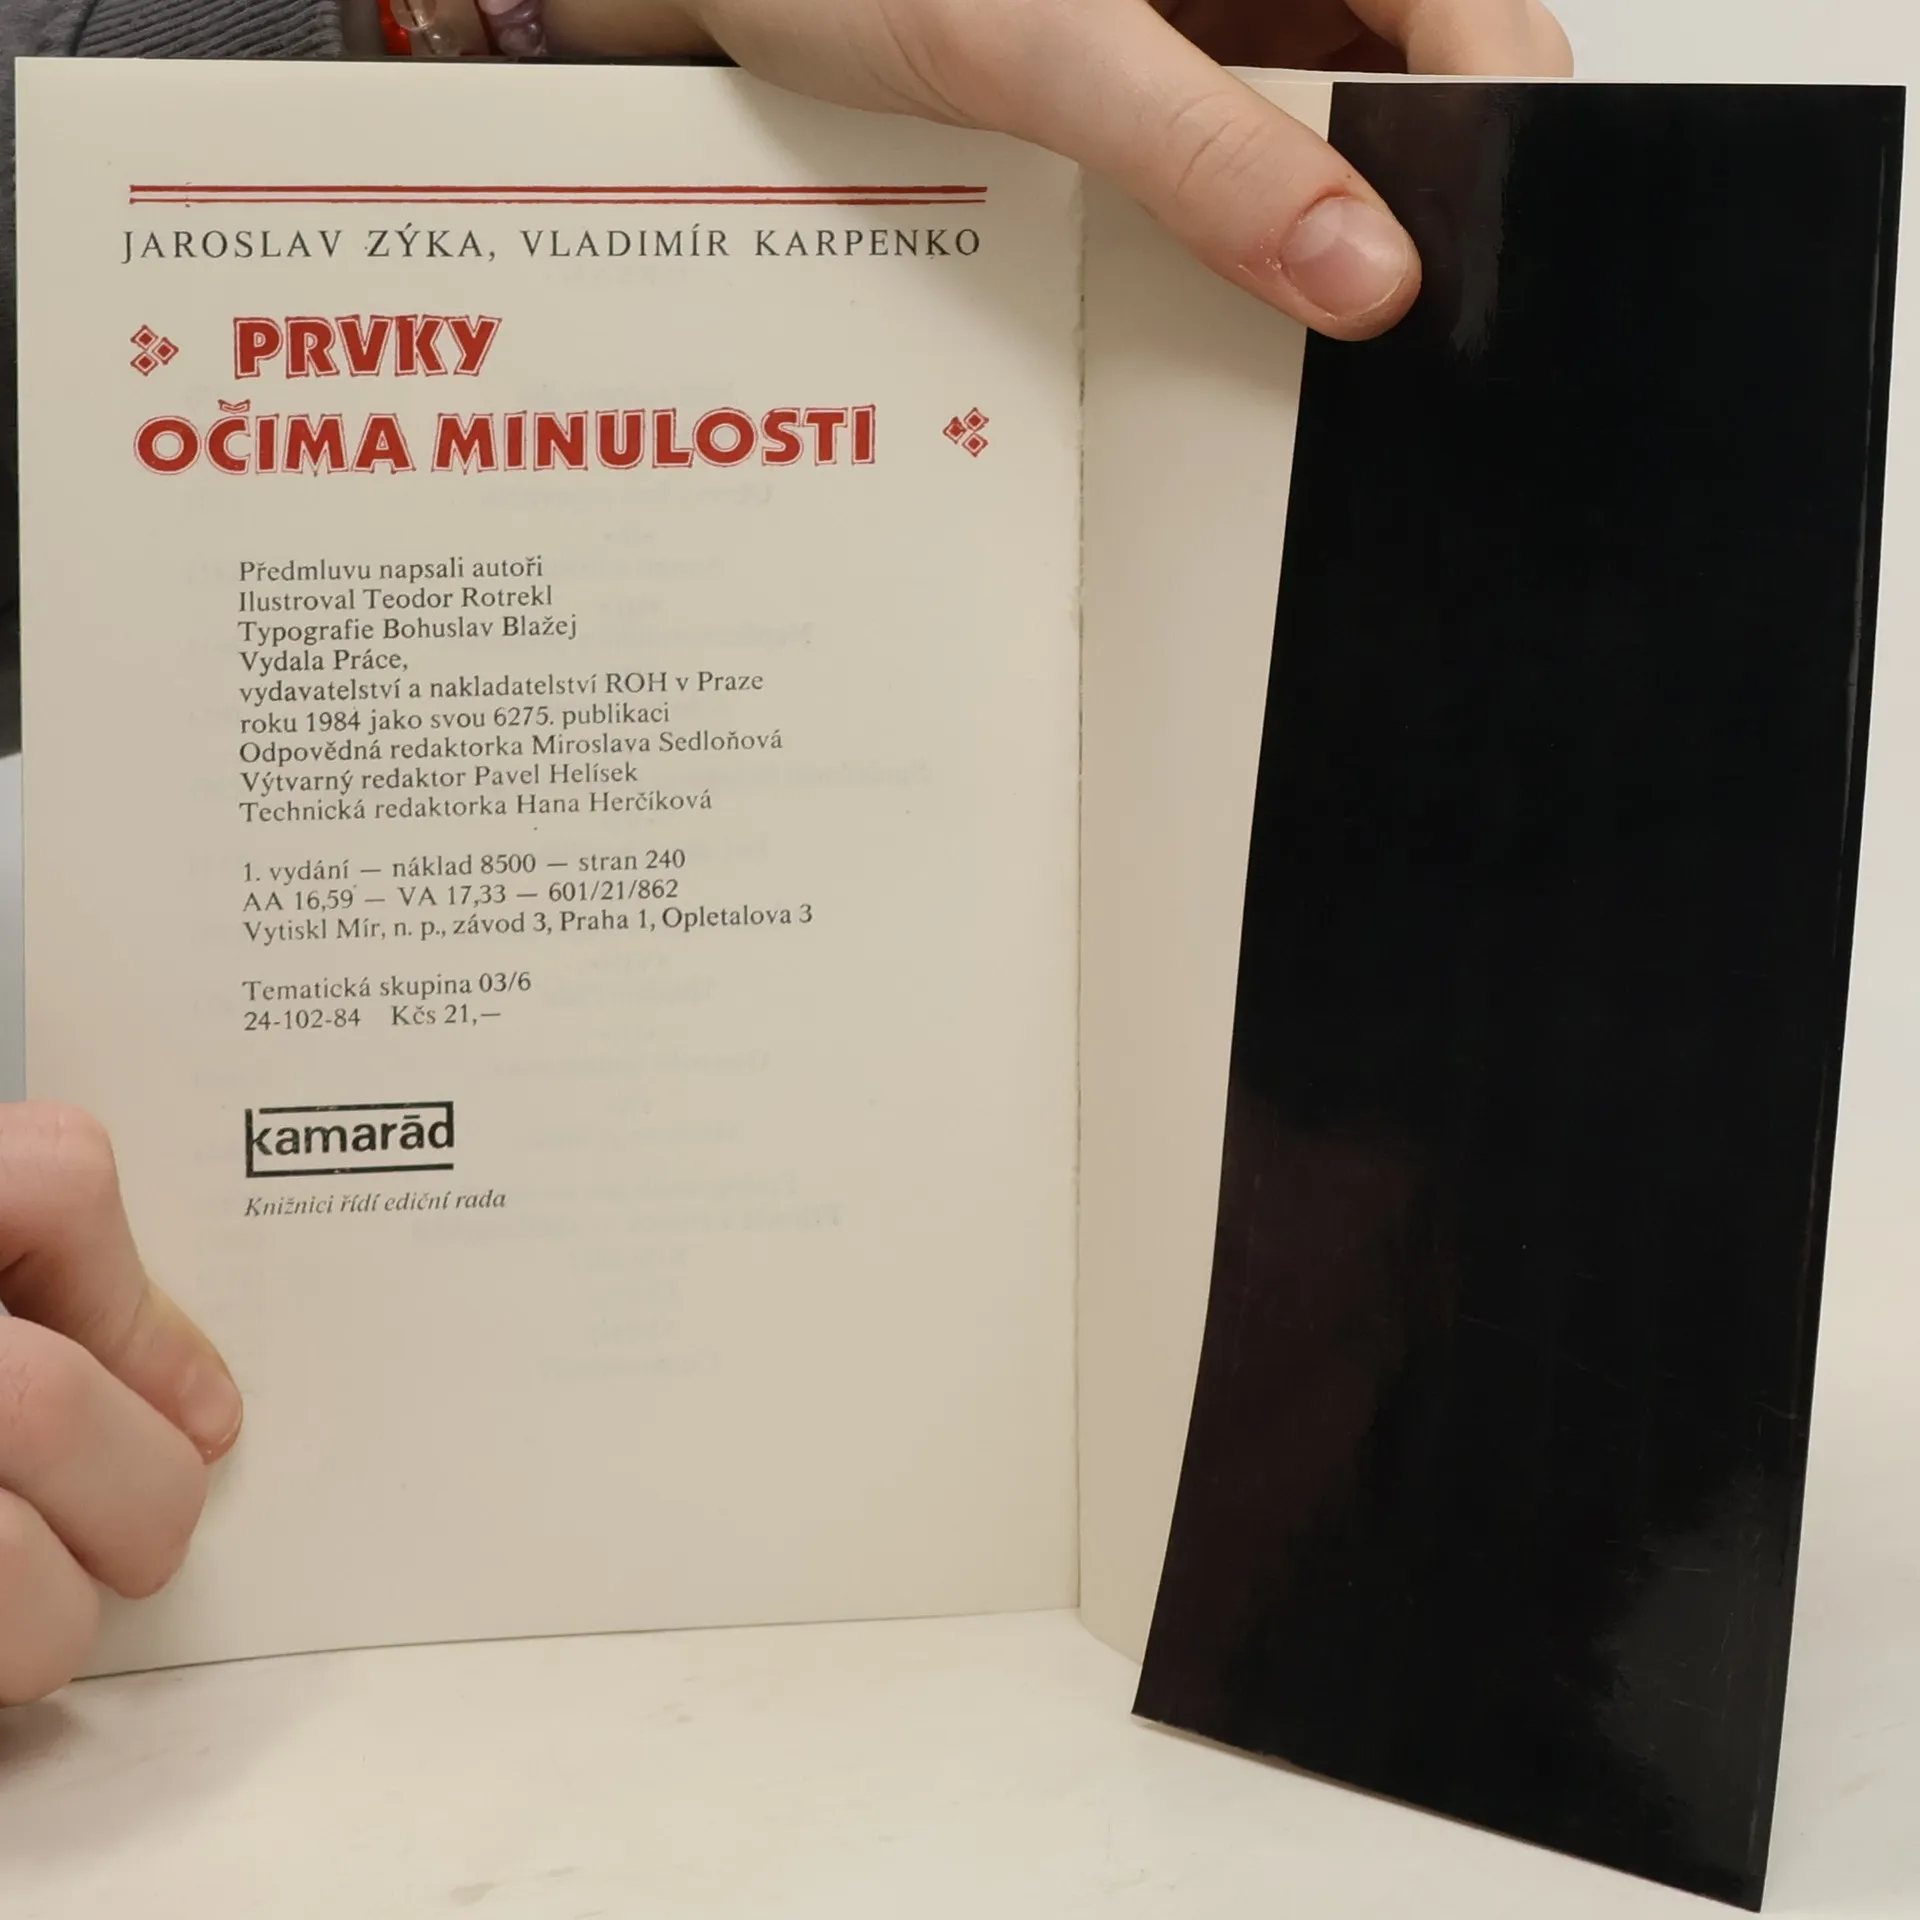 JAROSLAV ZÝKA, VLADIMÍR KARPENKO
PRVKY
OČIMA MINULOSTI
Předmluvu napsali autoři
Ilustroval Teodor Rotrekl
Typografie Bohuslav Blažej
Vydala Práce,
vydavatelství a nakladatelství ROH v Praze
roku 1984 jako svou 6275. publikaci
Odpovědná redaktorka Miroslava Sedloňová
Výtvarný redaktor Pavel Helísek
Technická redaktorka Hana Herčíková
1. vydání — náklad 8500 — stran 240
AA 16,59 — VA 17,33 — 601/21/862
Vytiskl Mír, n. p., závod 3, Praha 1, Opletalova 3
Tematická skupina 03/6
24-102-84 Kčs 21,—
kamarād
Knižnici řídí ediční rada